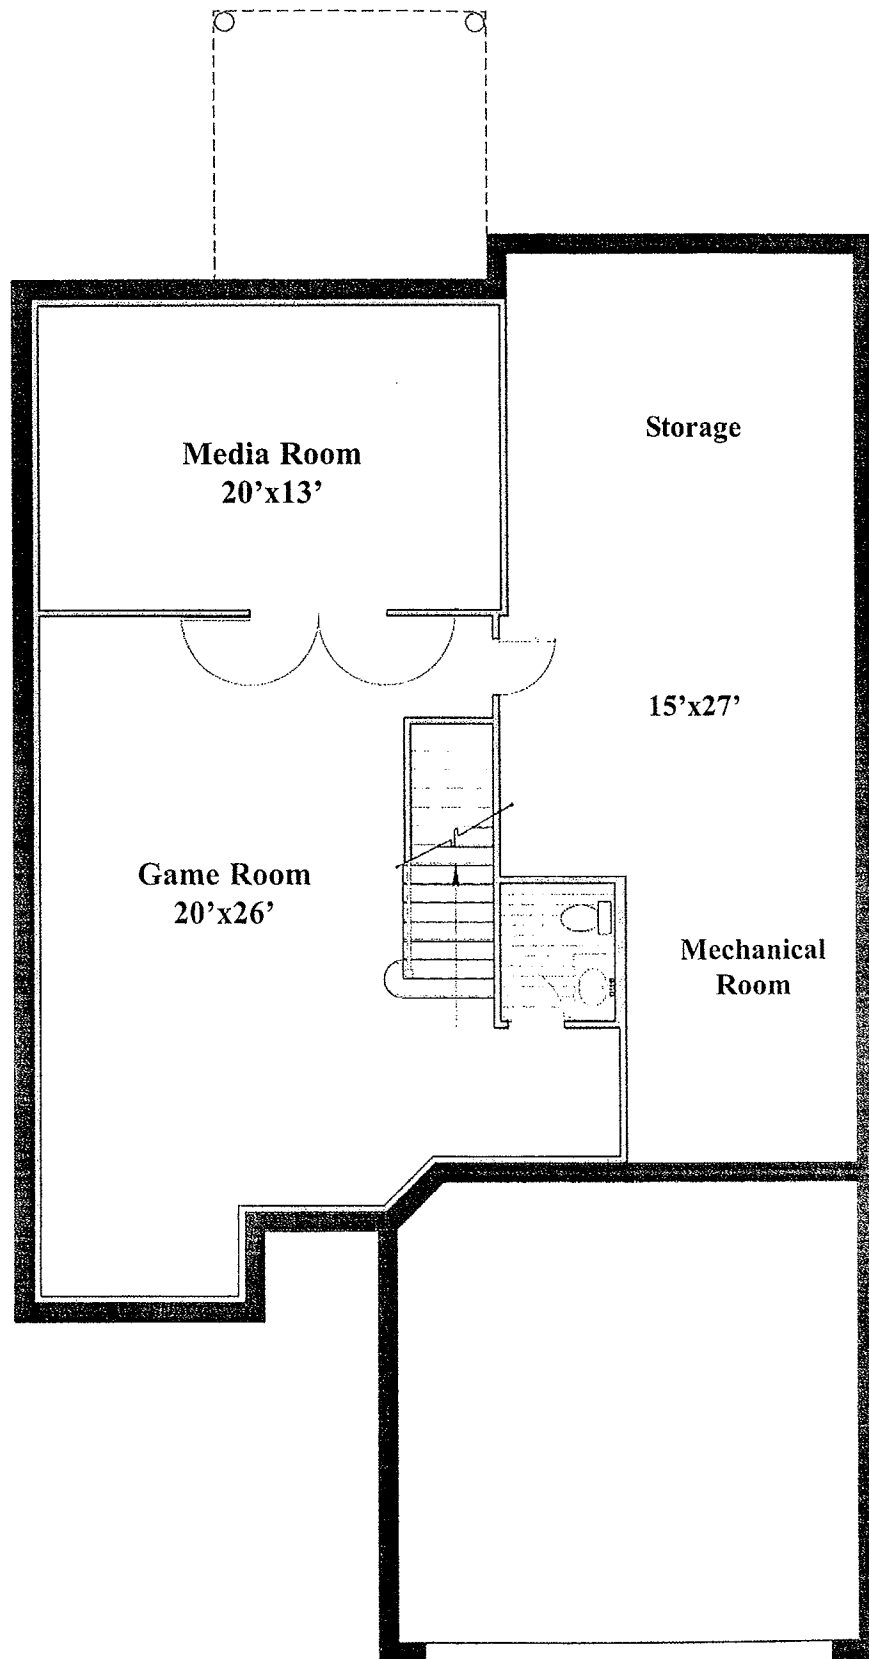 Storage
Media Room
20’x13’
15’x27’
Game Room
20’x26’
Mechanical
Room